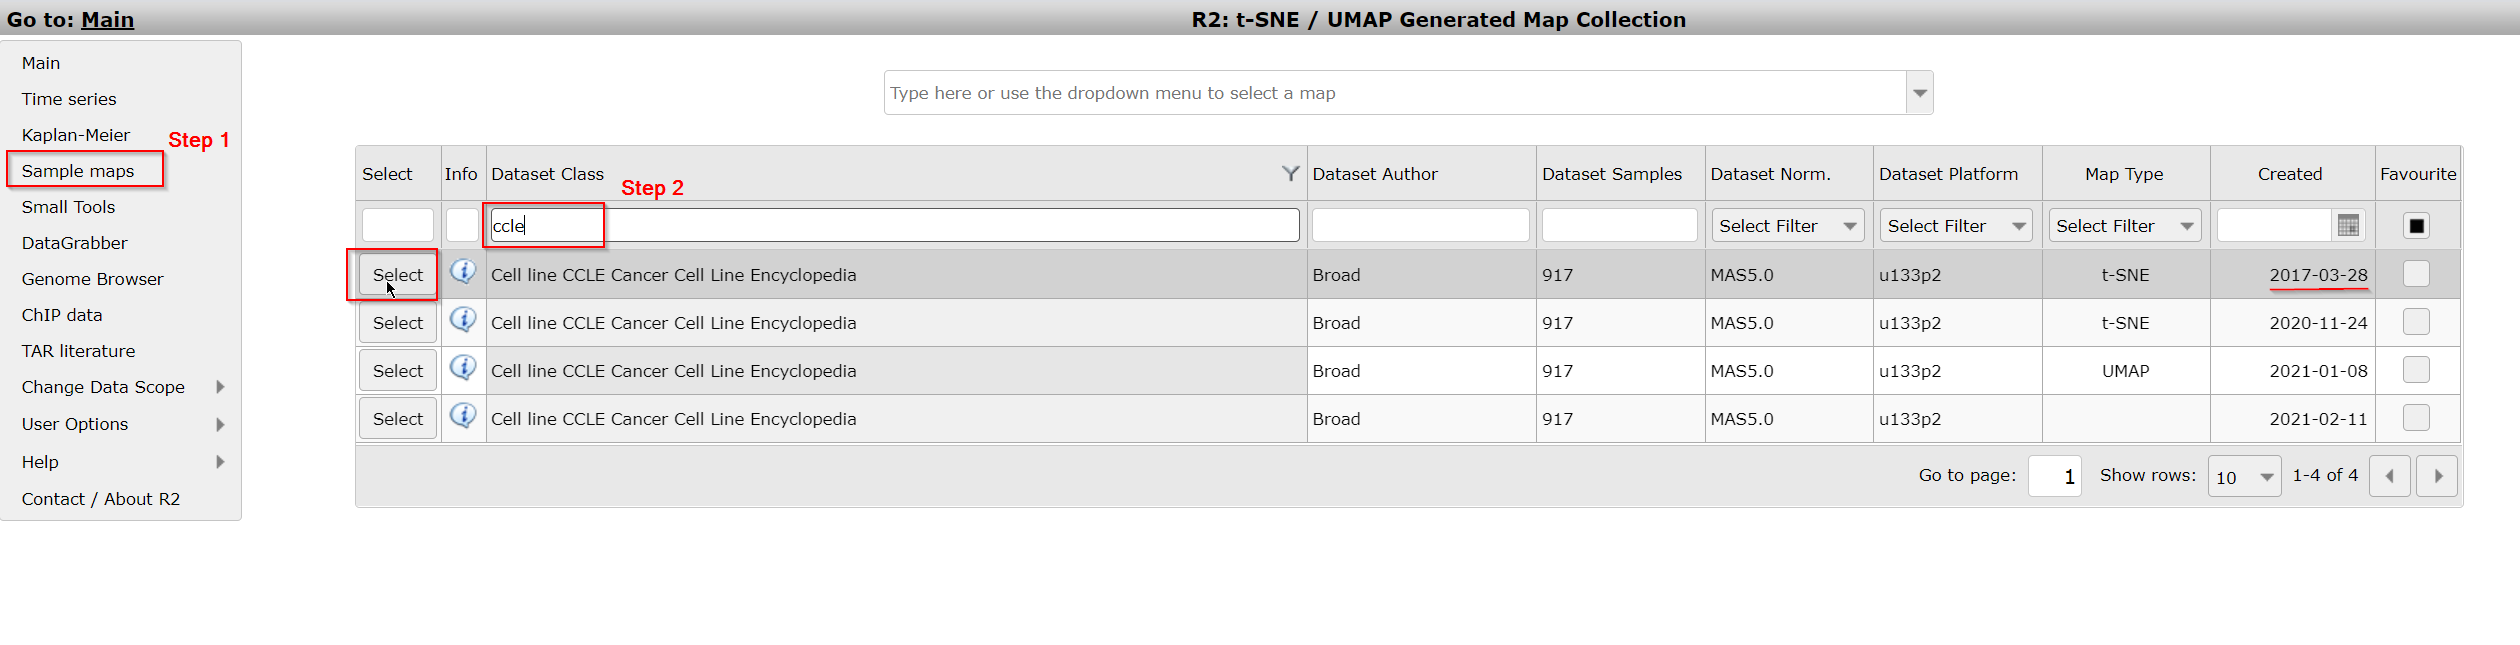 Go to: Main
R2: t-SNE / UMAP Generated Map Collection
Main
Time series
Kaplan-Meier
Step 1
Sample maps
Small Tools
DataGrabber
Genome Browser
ChIP data
TAR literature
Change Data Scope
User Options
Help
Contact / About R2
Type here or use the dropdown menu to select a map
Select Info Dataset Class Dataset Author Dataset Samples Dataset Norm. Dataset Platform Map Type Created Favourite
Step 2
ccle Select Filter Select Filter Select Filter
Select Cell line CCLE Cancer Cell Line Encyclopedia Broad 917 MAS5.0 u133p2 t-SNE 2017-03-28
Select Cell line CCLE Cancer Cell Line Encyclopedia Broad 917 MAS5.0 u133p2 t-SNE 2020-11-24
Select Cell line CCLE Cancer Cell Line Encyclopedia Broad 917 MAS5.0 u133p2 UMAP 2021-01-08
Select Cell line CCLE Cancer Cell Line Encyclopedia Broad 917 MAS5.0 u133p2 2021-02-11
Go to page: 1 Show rows: 10 1-4 of 4